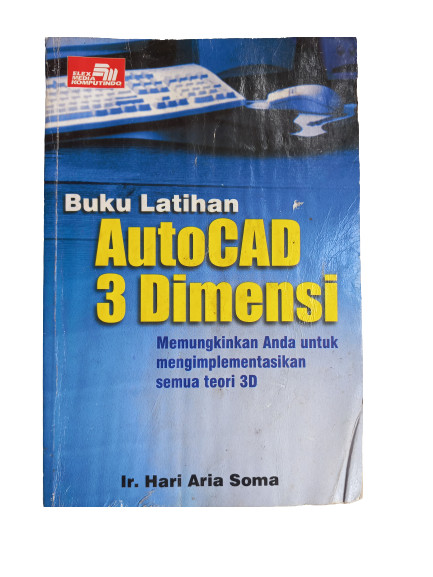 ELEX
MEDIA
KOMPUTINDO
Buku Latihan
AutoCAD
3 Dimensi
Memungkinkan Anda untuk
mengimplementasikan
semua teori 3D
Ir. Hari Aria Soma